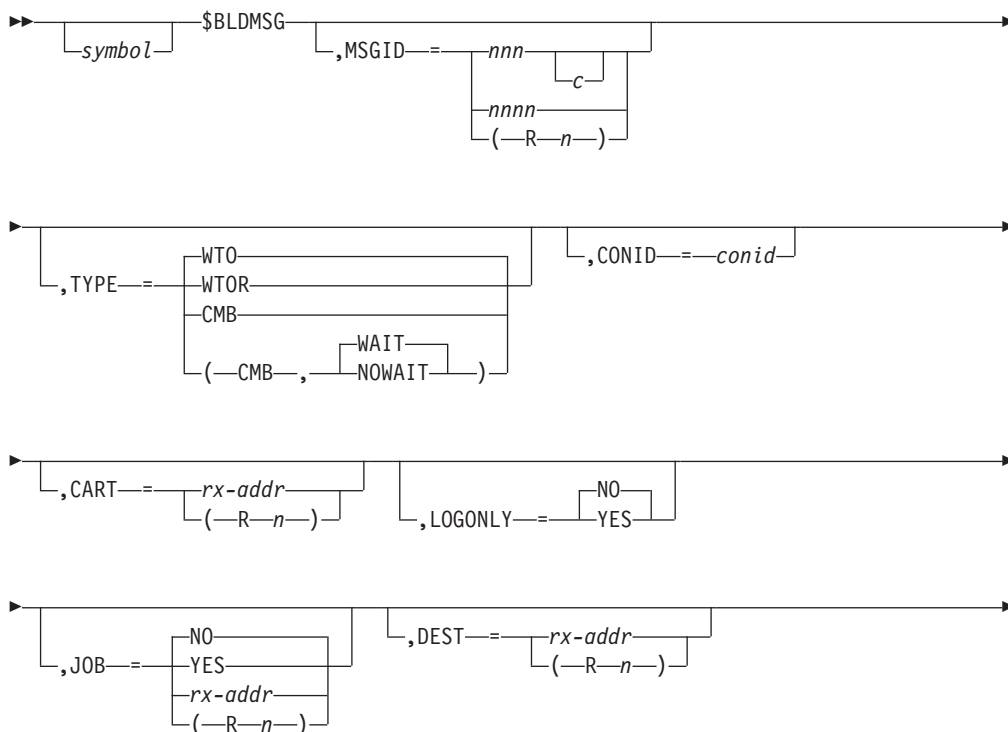 symbol $BLDMSG ,MSGID = nnn c
nnnn
( R n )
,TYPE = WTO ,CONID = conid
WTOR
CMB
( CMB , WAIT )
NOWAIT
,CART = rx-addr ,LOGONLY = NO
( R n ) YES
,JOB = NO ,DEST = rx-addr
YES ( R n )
rx-addr
( R n )